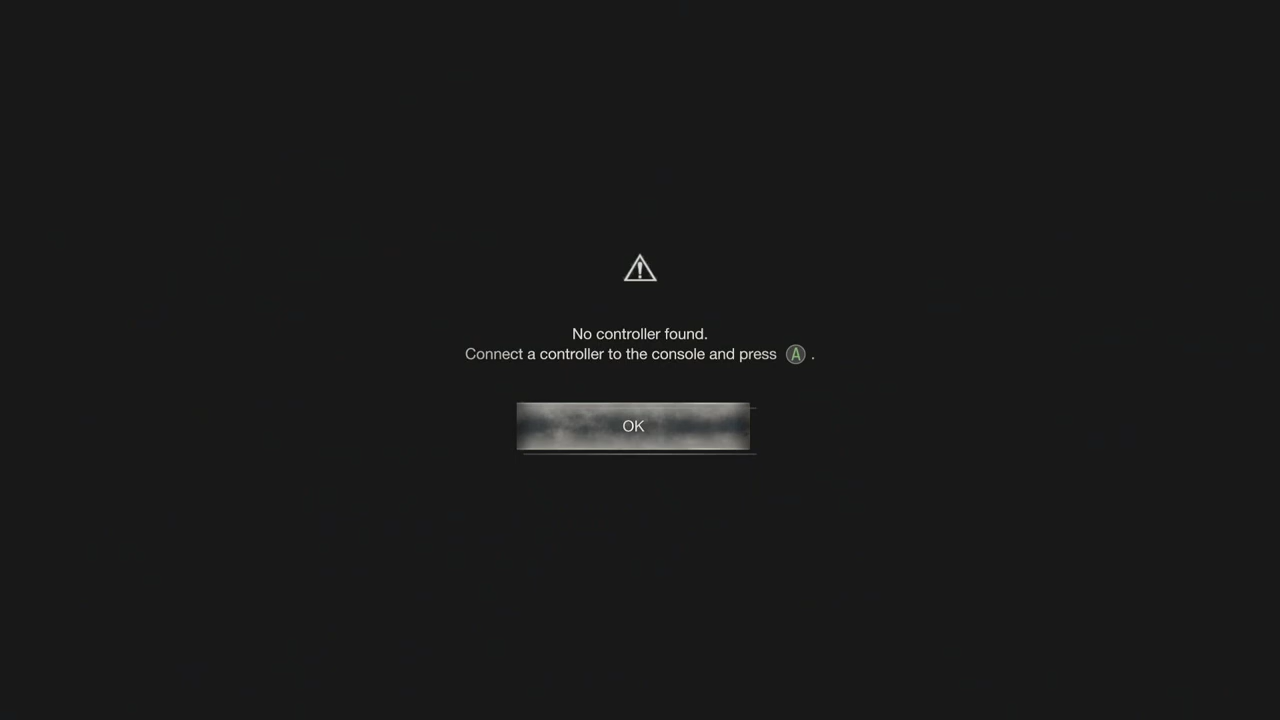 No controller found.
Connect a controller to the console and press A .
OK